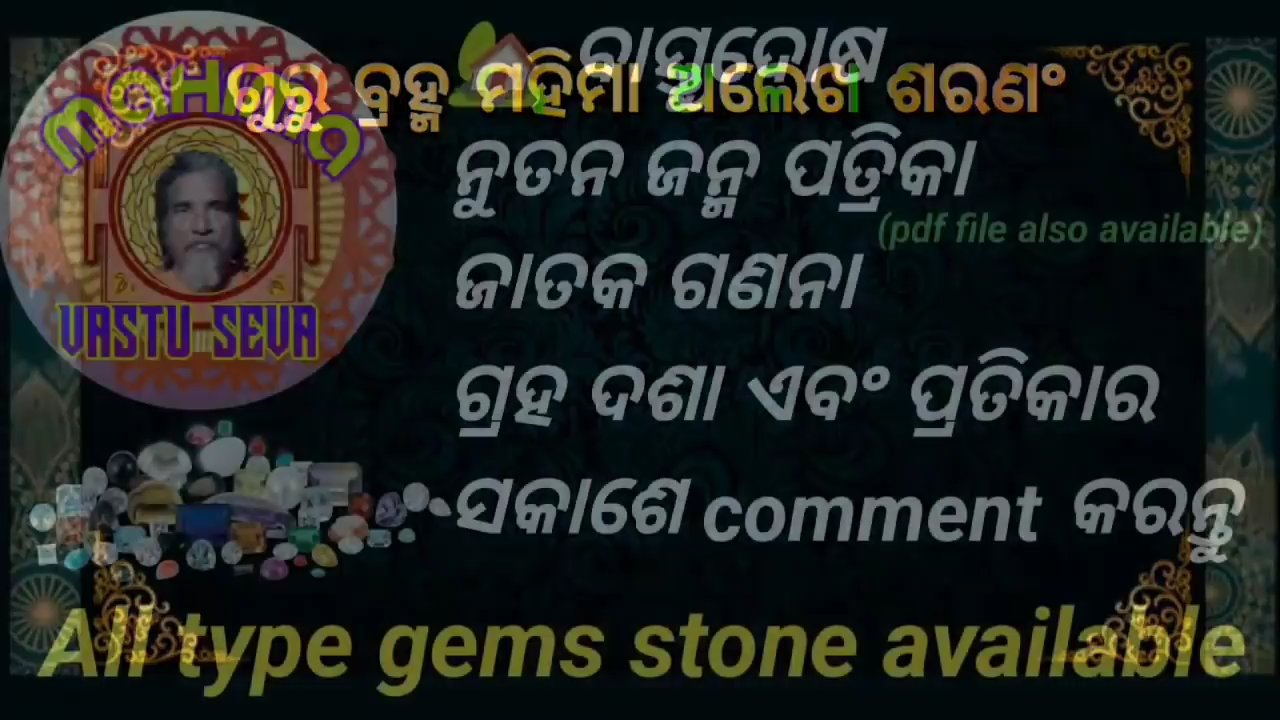 ବାସ୍ତୁଦୋଷ
ଗୁରୁ ବ୍ରହ୍ମ ମହିମା ଅଲେଖ ଶରଣଂ
MAHIMA
ନୁତନ ଜନ୍ମ ପତ୍ରିକା
(pdf file also available)
ଜାତକ ଗଣନା
VASTU SEVA
ଗ୍ରହ ଦଶା ଏବଂ ପ୍ରତିକାର
ସକାଶେ comment କରନ୍ତୁ
All type gems stone available